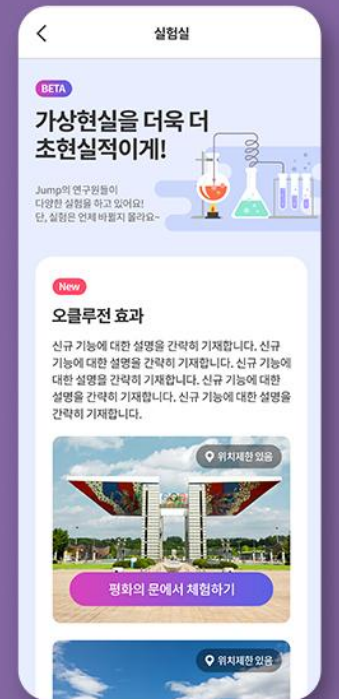 실험실
BETA
가상현실을 더욱 더
초현실적이게!
Jump의 연구원들이
다양한 실험을 하고 있어요!
단, 실험은 언제 바뀔지 몰라요~
New
오클루전 효과
신규 기능에 대한 설명을 간략히 기재합니다. 신규
기능에 대한 설명을 간략히 기재합니다. 신규 기능에
대한 설명을 간략히 기재합니다. 신규 기능에 대한
설명을 간략히 기재합니다. 신규 기능에 대한 설명을
간략히 기재합니다.
위치제한 있음
평화의 문에서 체험하기
위치제한 있음